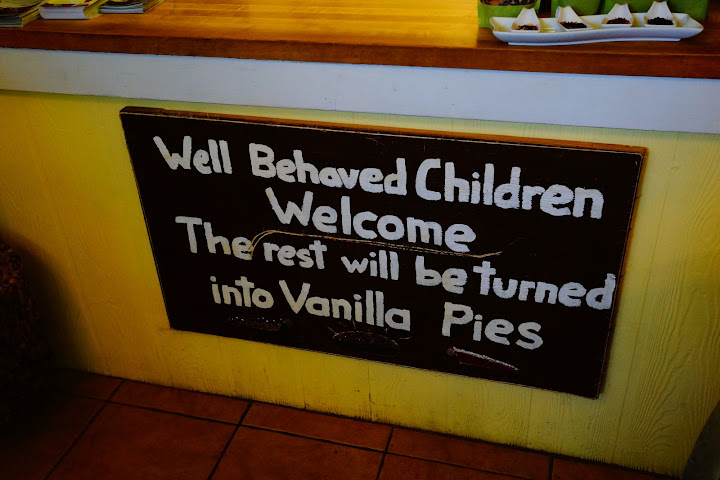 Well Behaved Children
Welcome
The rest will be turned
into Vanilla Pies